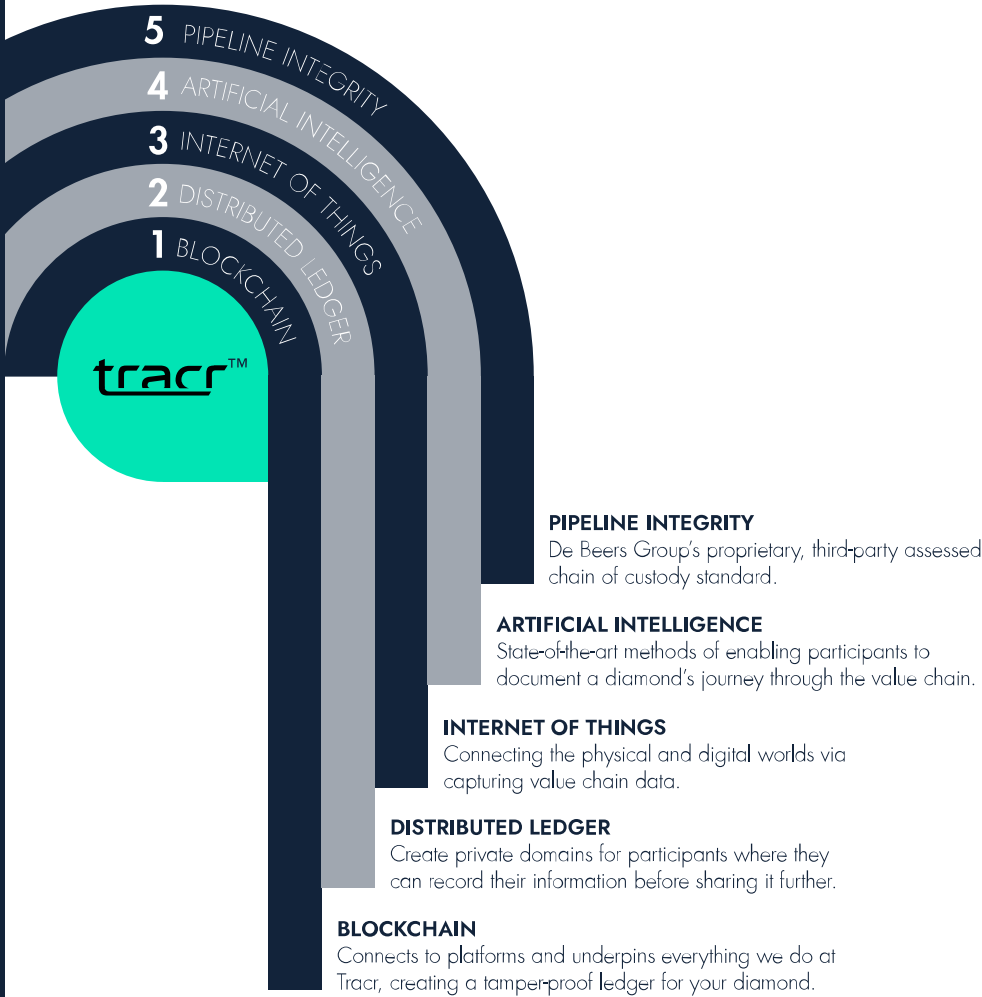 5 PIPELINE INTEGRITY
4 ARTIFICIAL INTELLIGENCE
3 INTERNET OF THINGS
2 DISTRIBUTED LEDGER
1 BLOCKCHAIN
tracr™
PIPELINE INTEGRITY
De Beers Group's proprietary, third-party assessed
chain of custody standard.
ARTIFICIAL INTELLIGENCE
State-of-the-art methods of enabling participants to
document a diamond's journey through the value chain.
INTERNET OF THINGS
Connecting the physical and digital worlds via
capturing value chain data.
DISTRIBUTED LEDGER
Create private domains for participants where they
can record their information before sharing it further.
BLOCKCHAIN
Connects to platforms and underpins everything we do at
Tracr, creating a tamper-proof ledger for your diamond.